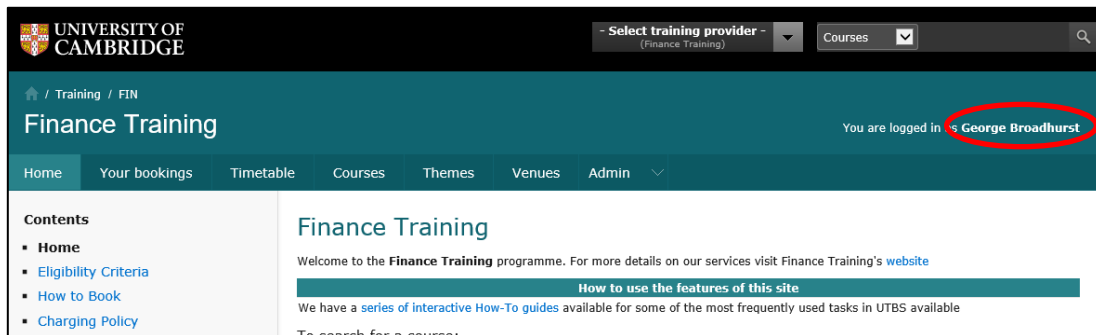 UNIVERSITY OF
CAMBRIDGE
- Select training provider -
(Finance Training)
Courses
/ Training / FIN
Finance Training
You are logged in as George Broadhurst
Home Your bookings Timetable Courses Themes Venues Admin
Contents
Home
Eligibility Criteria
How to Book
Charging Policy
Finance Training
Welcome to the Finance Training programme. For more details on our services visit Finance Training's website
How to use the features of this site
We have a series of interactive How-To guides available for some of the most frequently used tasks in UTBS available
To search for a course: